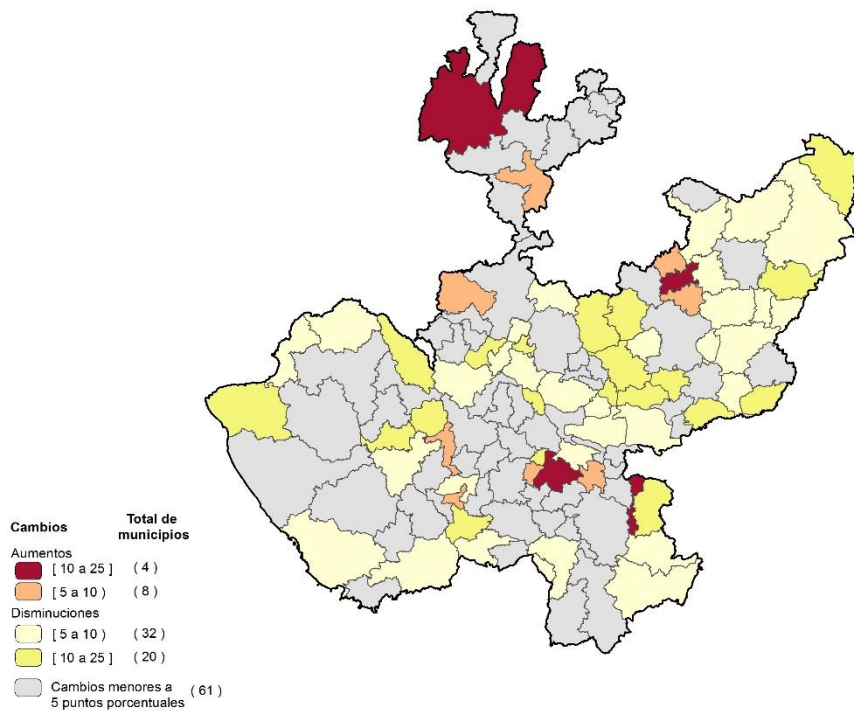 Cambios Total de municipios
Aumentos
[ 10 a 25 ] ( 4 )
[ 5 a 10 ) ( 8 )
Disminuciones
[ 5 a 10 ) ( 32 )
[ 10 a 25 ] ( 20 )
Cambios menores a ( 61 )
5 puntos porcentuales